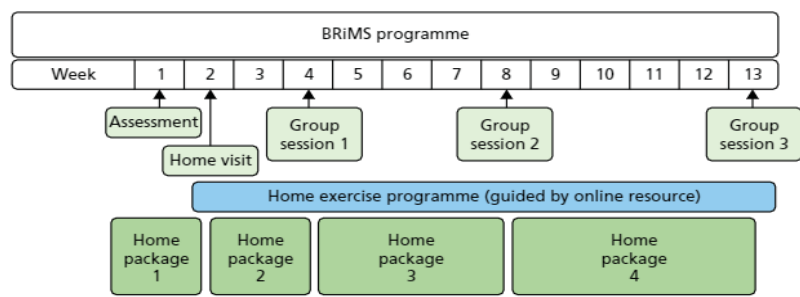 BRiMS programme
Week 1 2 3 4 5 6 7 8 9 10 11 12 13
Assessment
Home visit
Group
session 1
Group
session 2
Group
session 3
Home exercise programme (guided by online resource)
Home
package
1
Home
package
2
Home
package
3
Home
package
4